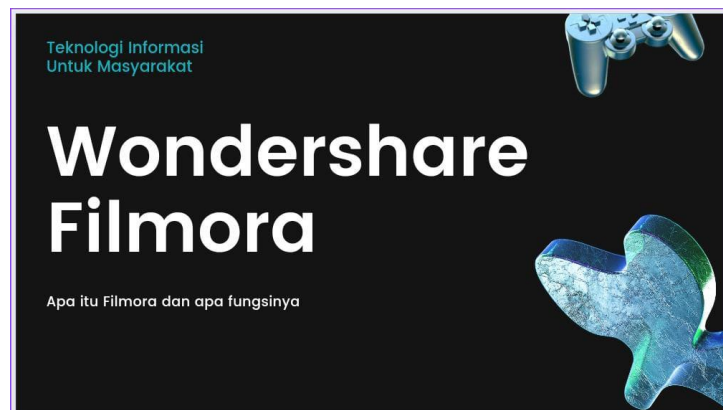 Teknologi Informasi
Untuk Masyarakat
Wondershare
Filmora
Apa itu Filmora dan apa fungsinya